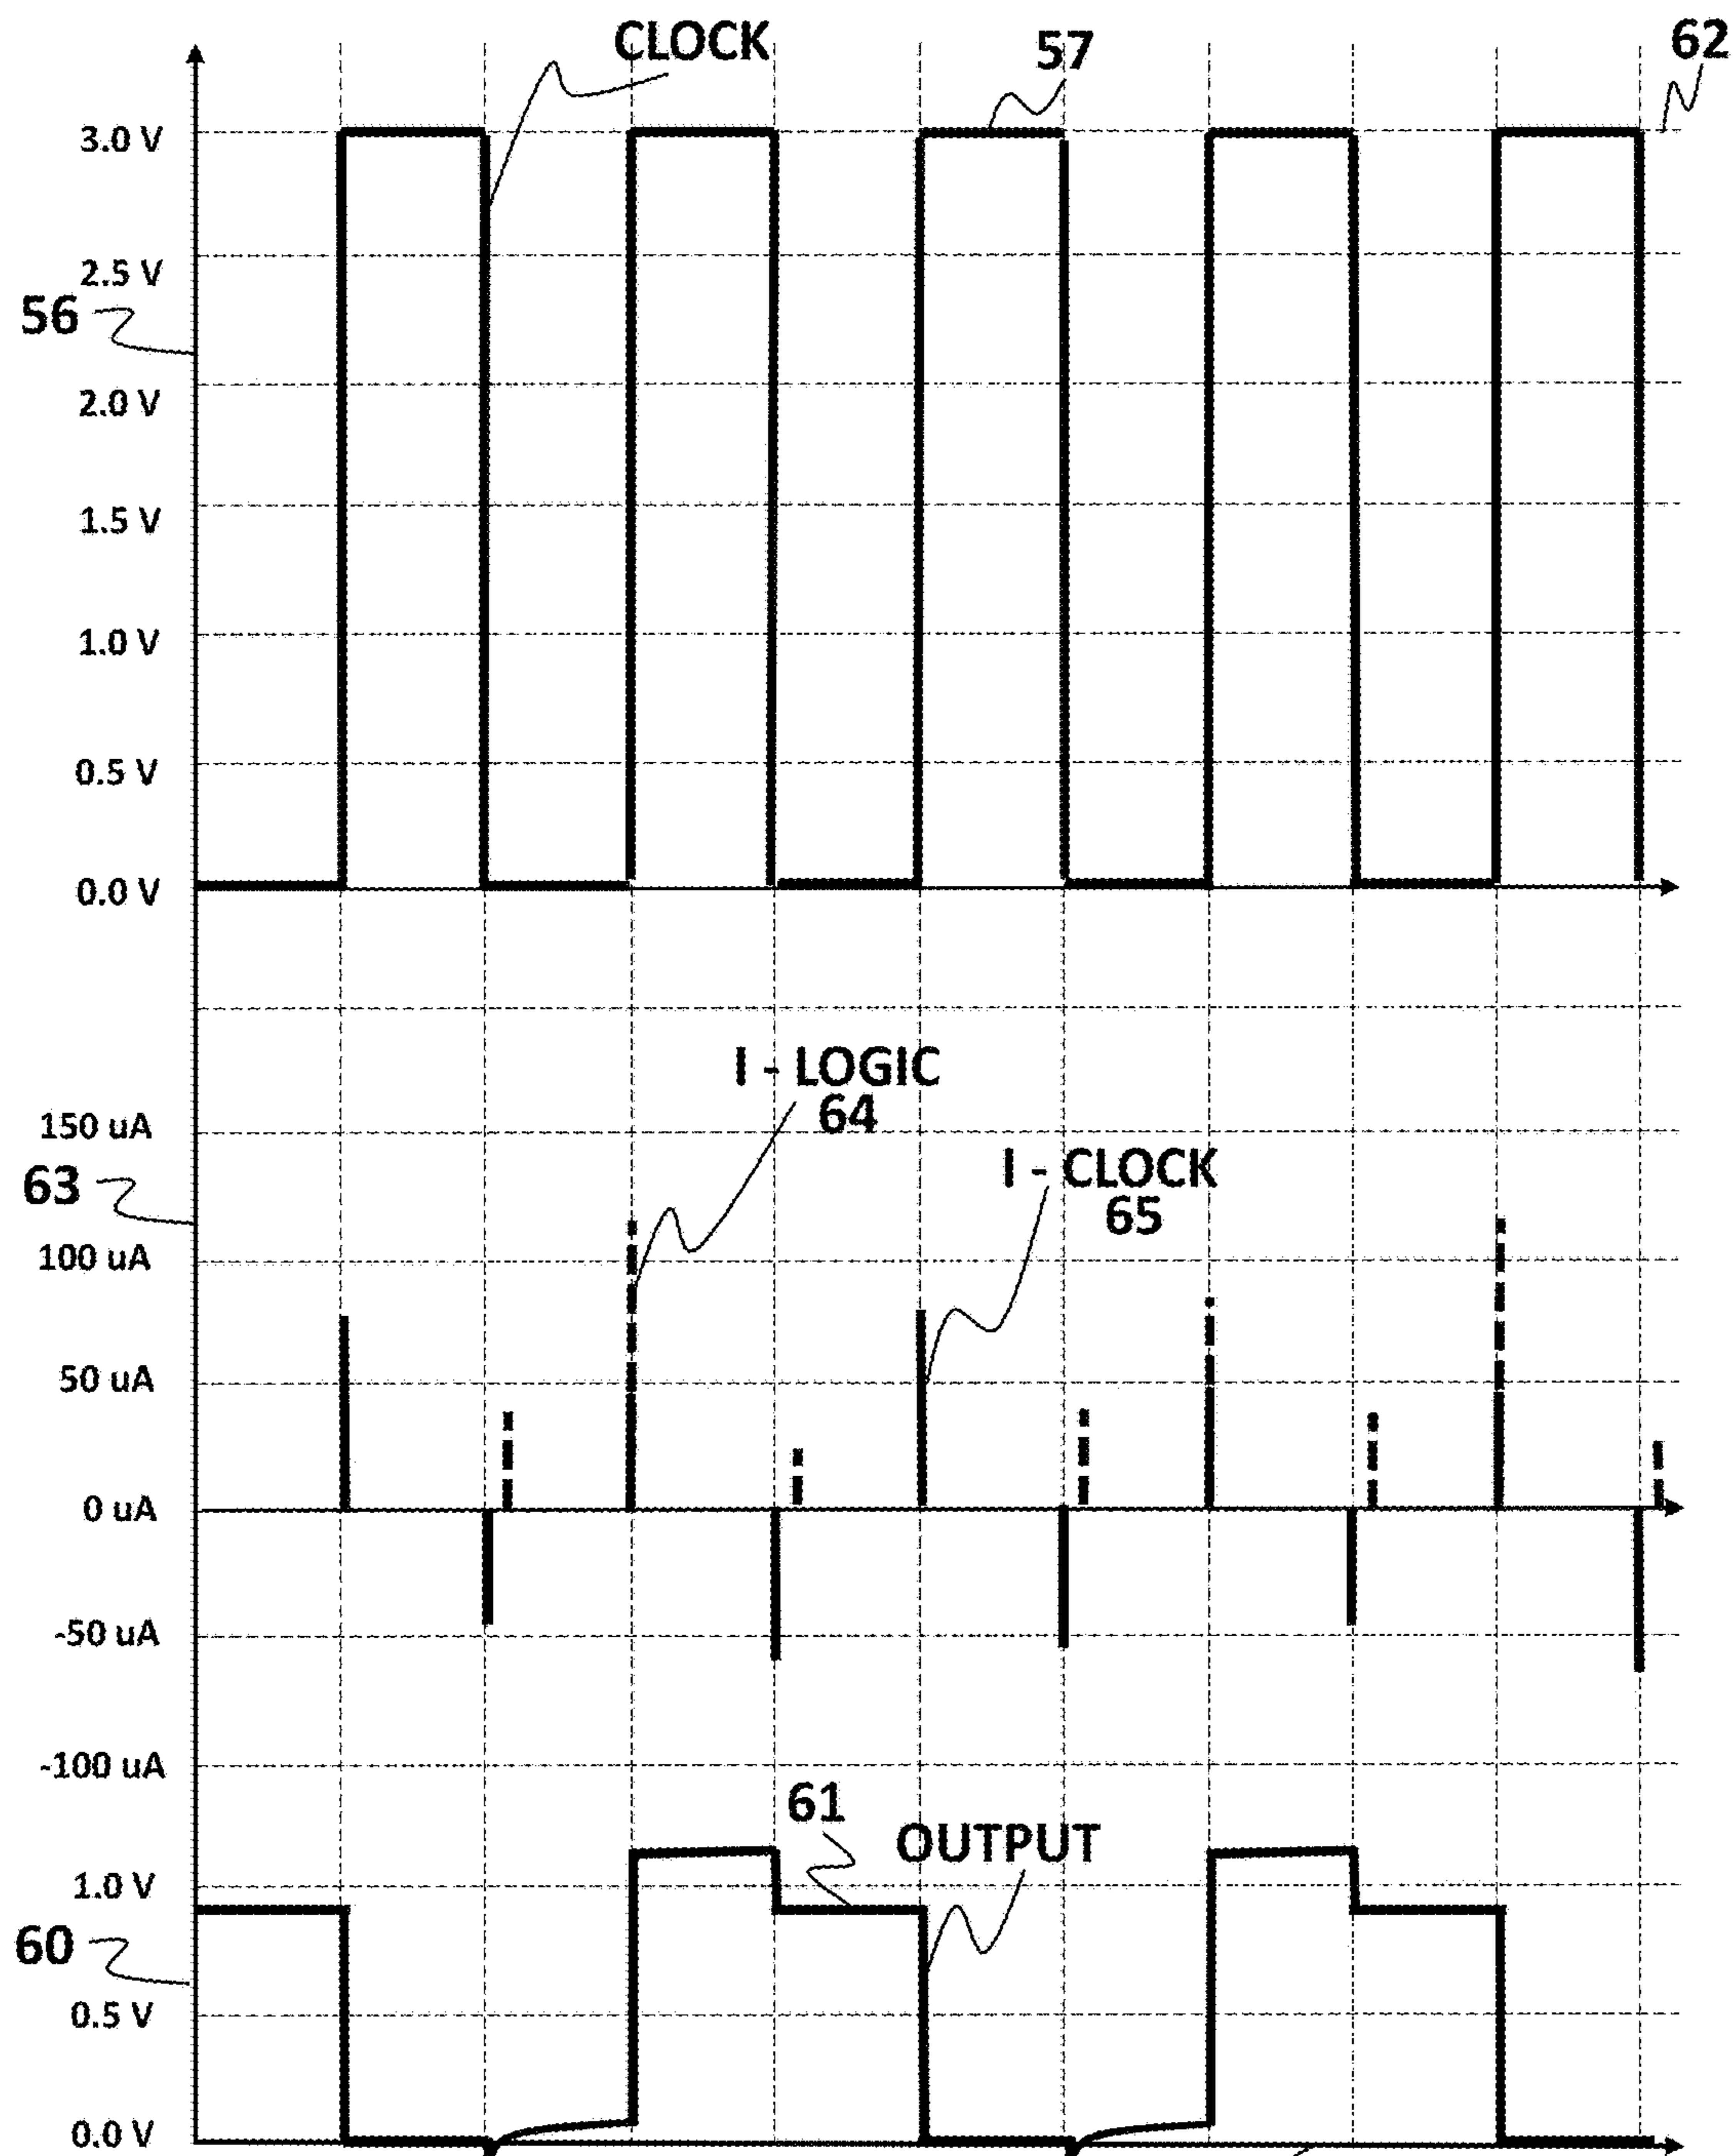 CLOCK
57
62
3.0 V
2.5 V
56
2.0 V
1.5 V
1.0 V
0.5 V
0.0 V
I - LOGIC
64
150 uA
I - CLOCK
65
63
100 uA
50 uA
0 uA
-50 uA
-100 uA
61
OUTPUT
1.0 V
60
0.5 V
0.0 V